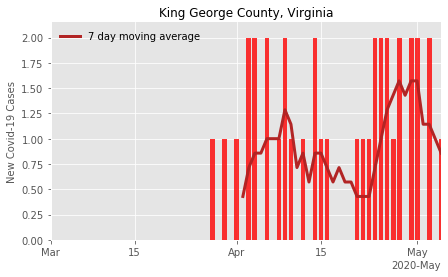 King George County, Virginia
7 day moving average
New Covid-19 Cases
2.00
1.75
1.50
1.25
1.00
0.75
0.50
0.25
0.00
Mar 15 Apr 15 May
2020-May